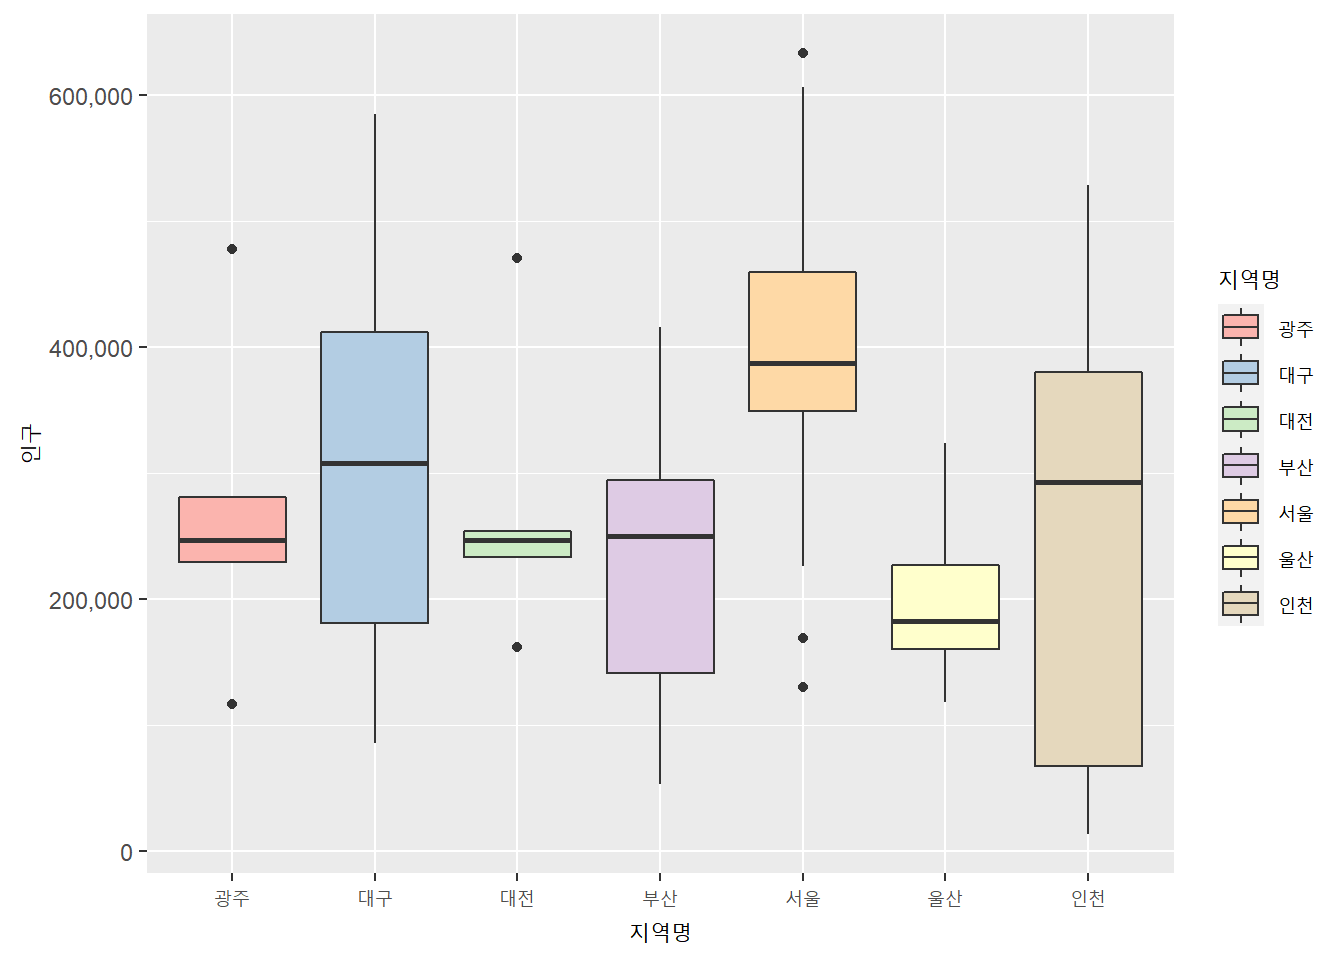 600,000
400,000
200,000
0
인구
광주 대구 대전 부산 서울 울산 인천
지역명
지역명
광주
대구
대전
부산
서울
울산
인천